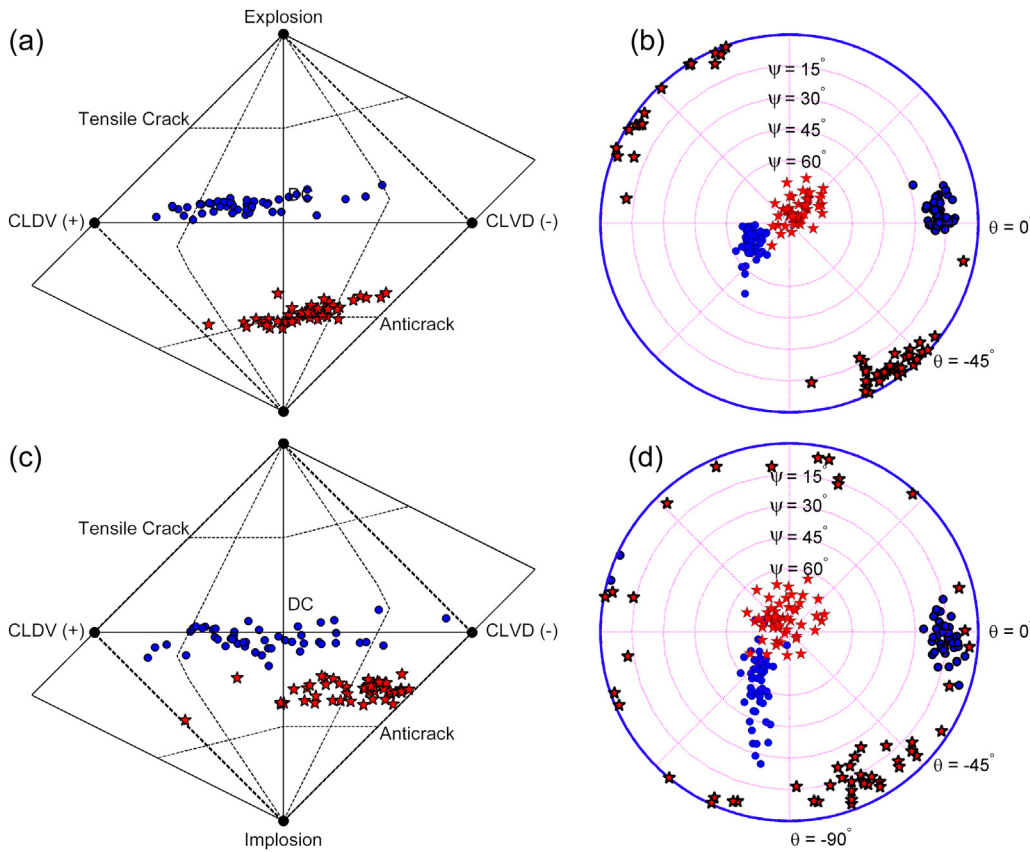 (a)
Explosion
Tensile Crack
CLDV (+)
CLVD (-)
Anticrack
(b)
ψ = 15°
ψ = 30°
ψ = 45°
ψ = 60°
θ = 0°
θ = -45°
(c)
Tensile Crack
DC
CLDV (+)
CLVD (-)
Anticrack
Implosion
(d)
ψ = 15°
ψ = 30°
ψ = 45°
ψ = 60°
θ = 0°
θ = -45°
θ = -90°